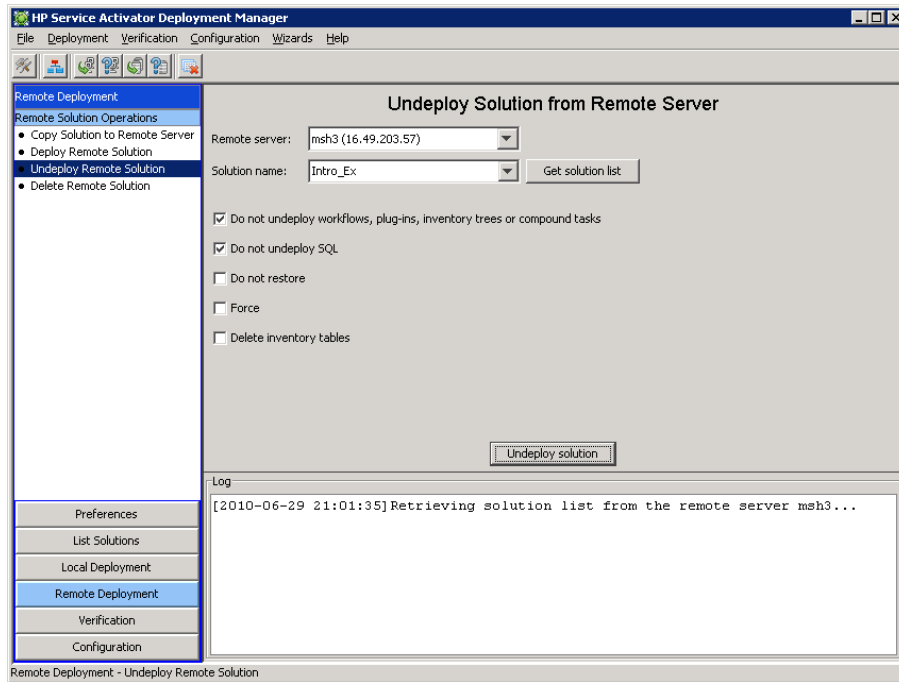 HP Service Activator Deployment Manager
File Deployment Verification Configuration Wizards Help
Remote Deployment
Remote Solution Operations
Copy Solution to Remote Server
Deploy Remote Solution
Undeploy Remote Solution
Delete Remote Solution
Preferences
List Solutions
Local Deployment
Remote Deployment
Verification
Configuration
Undeploy Solution from Remote Server
Remote server: msh3 (16.49.203.57)
Solution name: Intro_Ex Get solution list
Do not undeploy workflows, plug-ins, inventory trees or compound tasks
Do not undeploy SQL
Do not restore
Force
Delete inventory tables
Undeploy solution
Log
[2010-06-29 21:01:35]Retrieving solution list from the remote server msh3...
Remote Deployment - Undeploy Remote Solution